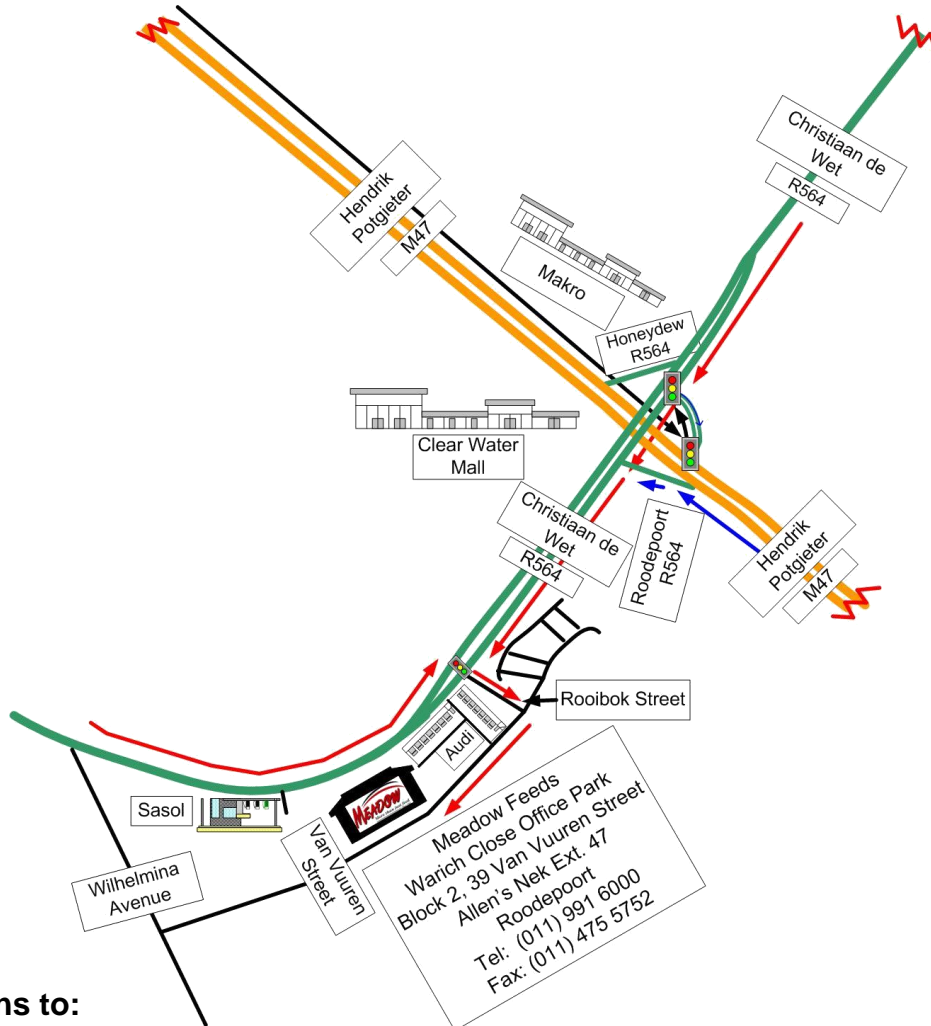 Christiaan de
Wet
R564
Hendrik
Potgieter
M47
Makro
Honeydew
R564
Clear Water
Mall
Christiaan de
Wet
R564
Roodepoort
R564
Hendrik
Potgieter
M47
Rooibok Street
Audi
MEADOW
Sasol
Van Vuuren
Street
Wilhelmina
Avenue
Meadow Feeds
Warich Close Office Park
Block 2, 39 Van Vuuren Street
Allen's Nek Ext. 47
Roodepoort
Tel: (011) 991 6000
Fax: (011) 475 5752
ns to: